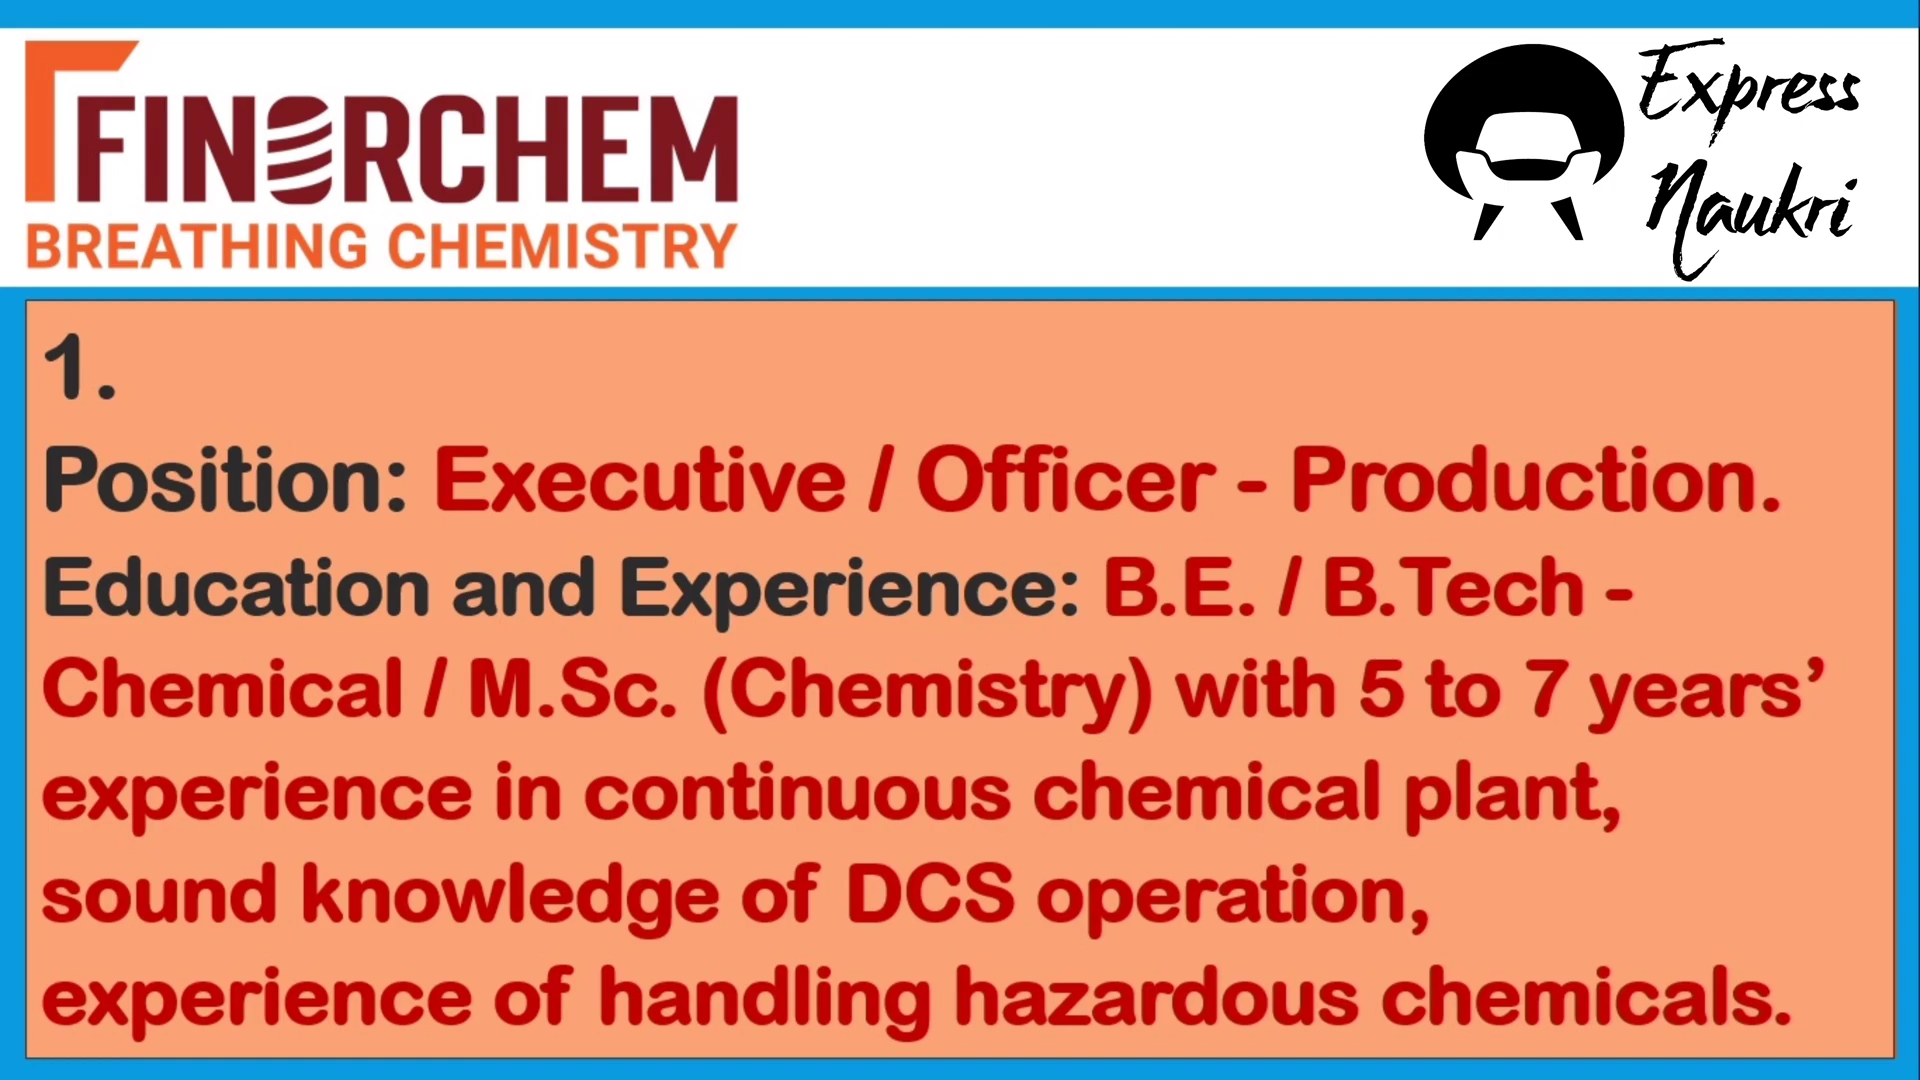 FINORCHEM
BREATHING CHEMISTRY
Express
Naukri
1.
Position: Executive / Officer - Production.
Education and Experience: B.E. / B.Tech -
Chemical / M.Sc. (Chemistry) with 5 to 7 years’
experience in continuous chemical plant,
sound knowledge of DCS operation,
experience of handling hazardous chemicals.